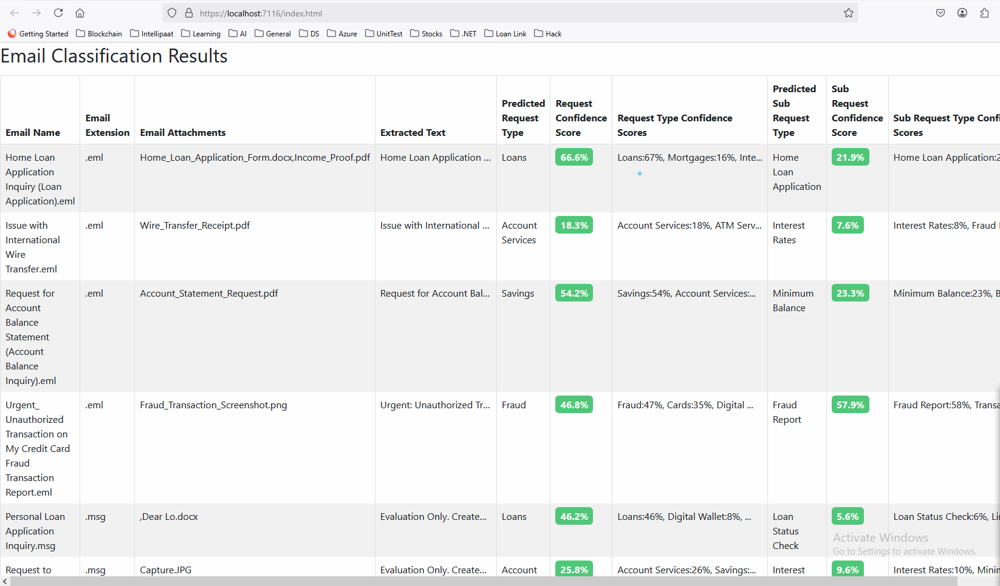 https://localhost:7116/index.html
Getting Started Blockchain Intellipaat Learning AI General DS Azure UnitTest Stocks .NET Loan Link Hack
Email Classification Results
Email Name
Email
Extension
Email Attachments
Extracted Text
Predicted
Request
Type
Request
Confidence
Score
Request Type Confidence
Scores
Predicted
Sub
Request
Type
Sub
Request
Confidence
Score
Sub Request Type Confi
Scores
Home Loan
Application
Inquiry (Loan
Application).eml
.eml
Home_Loan_Application_Form.docx,Income_Proof.pdf
Home Loan Application ...
Loans
66.6%
Loans:67%, Mortgages:16%, Inte...
Home
Loan
Application
21.9%
Home Loan Application:2
Issue with
International
Wire
Transfer.eml
.eml
Wire_Transfer_Receipt.pdf
Issue with International ...
Account
Services
18.3%
Account Services:18%, ATM Serv...
Interest
Rates
7.6%
Interest Rates:8%, Fraud
Request for
Account
Balance
Statement
(Account
Balance
Inquiry).eml
.eml
Account_Statement_Request.pdf
Request for Account Bal...
Savings
54.2%
Savings:54%, Account Services:...
Minimum
Balance
23.3%
Minimum Balance:23%, B
Urgent_
Unauthorized
Transaction on
My Credit Card
Fraud
Transaction
Report.eml
.eml
Fraud_Transaction_Screenshot.png
Urgent: Unauthorized Tr...
Fraud
46.8%
Fraud:47%, Cards:35%, Digital ...
Fraud
Report
57.9%
Fraud Report:58%, Transa
Personal Loan
Application
Inquiry.msg
.msg
,Dear Lo.docx
Evaluation Only. Create...
Loans
46.2%
Loans:46%, Digital Wallet:8%, ...
Loan
Status
Check
5.6%
Loan Status Check:6%, Li
Request to
.msg
Capture.JPG
Evaluation Only. Create...
Account
25.8%
Account Services:26%, Savings:...
Interest
9.6%
Interest Rates:10%, Mini
Activate Windows
Go to Settings to activate Windows.